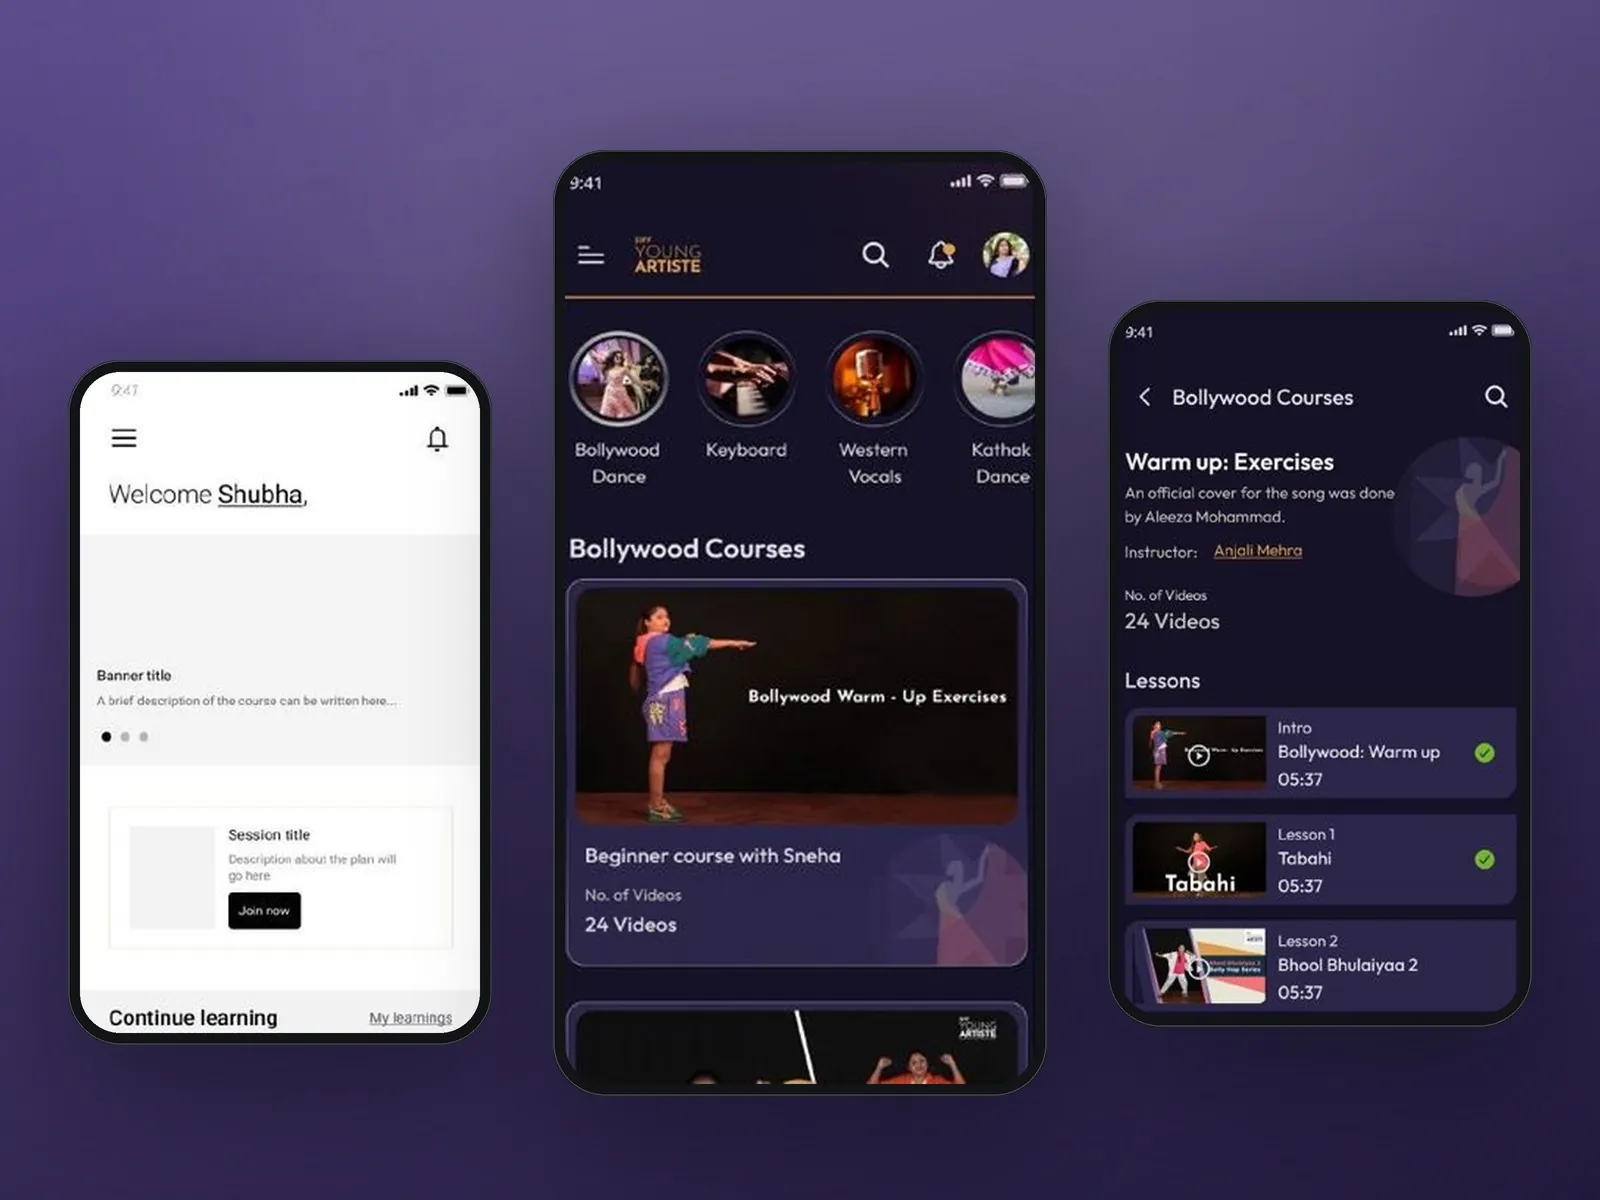 9:41
Welcome Shubha,
Banner title
A brief description of the course can be written here...
Session title
Description about the plan will
go here
Join now
Continue learning
My learnings
9:41
YOUNG
ARTISTE
Bollywood
Dance
Keyboard
Western
Vocals
Kathak
Dance
Bollywood Courses
Bollywood Warm - Up Exercises
Beginner course with Sneha
No. of Videos
24 Videos
YOUNG
ARTISTE
9:41
Bollywood Courses
Warm up: Exercises
An official cover for the song was done
by Aleeza Mohammad.
Instructor: Anjali Mehra
No. of Videos
24 Videos
Lessons
Intro
Bollywood: Warm up
05:37
Tabahi
Lesson 1
Tabahi
05:37
Bhool Bhulaiyaa 2
Lesson 2
Bhool Bhulaiyaa 2
05:37